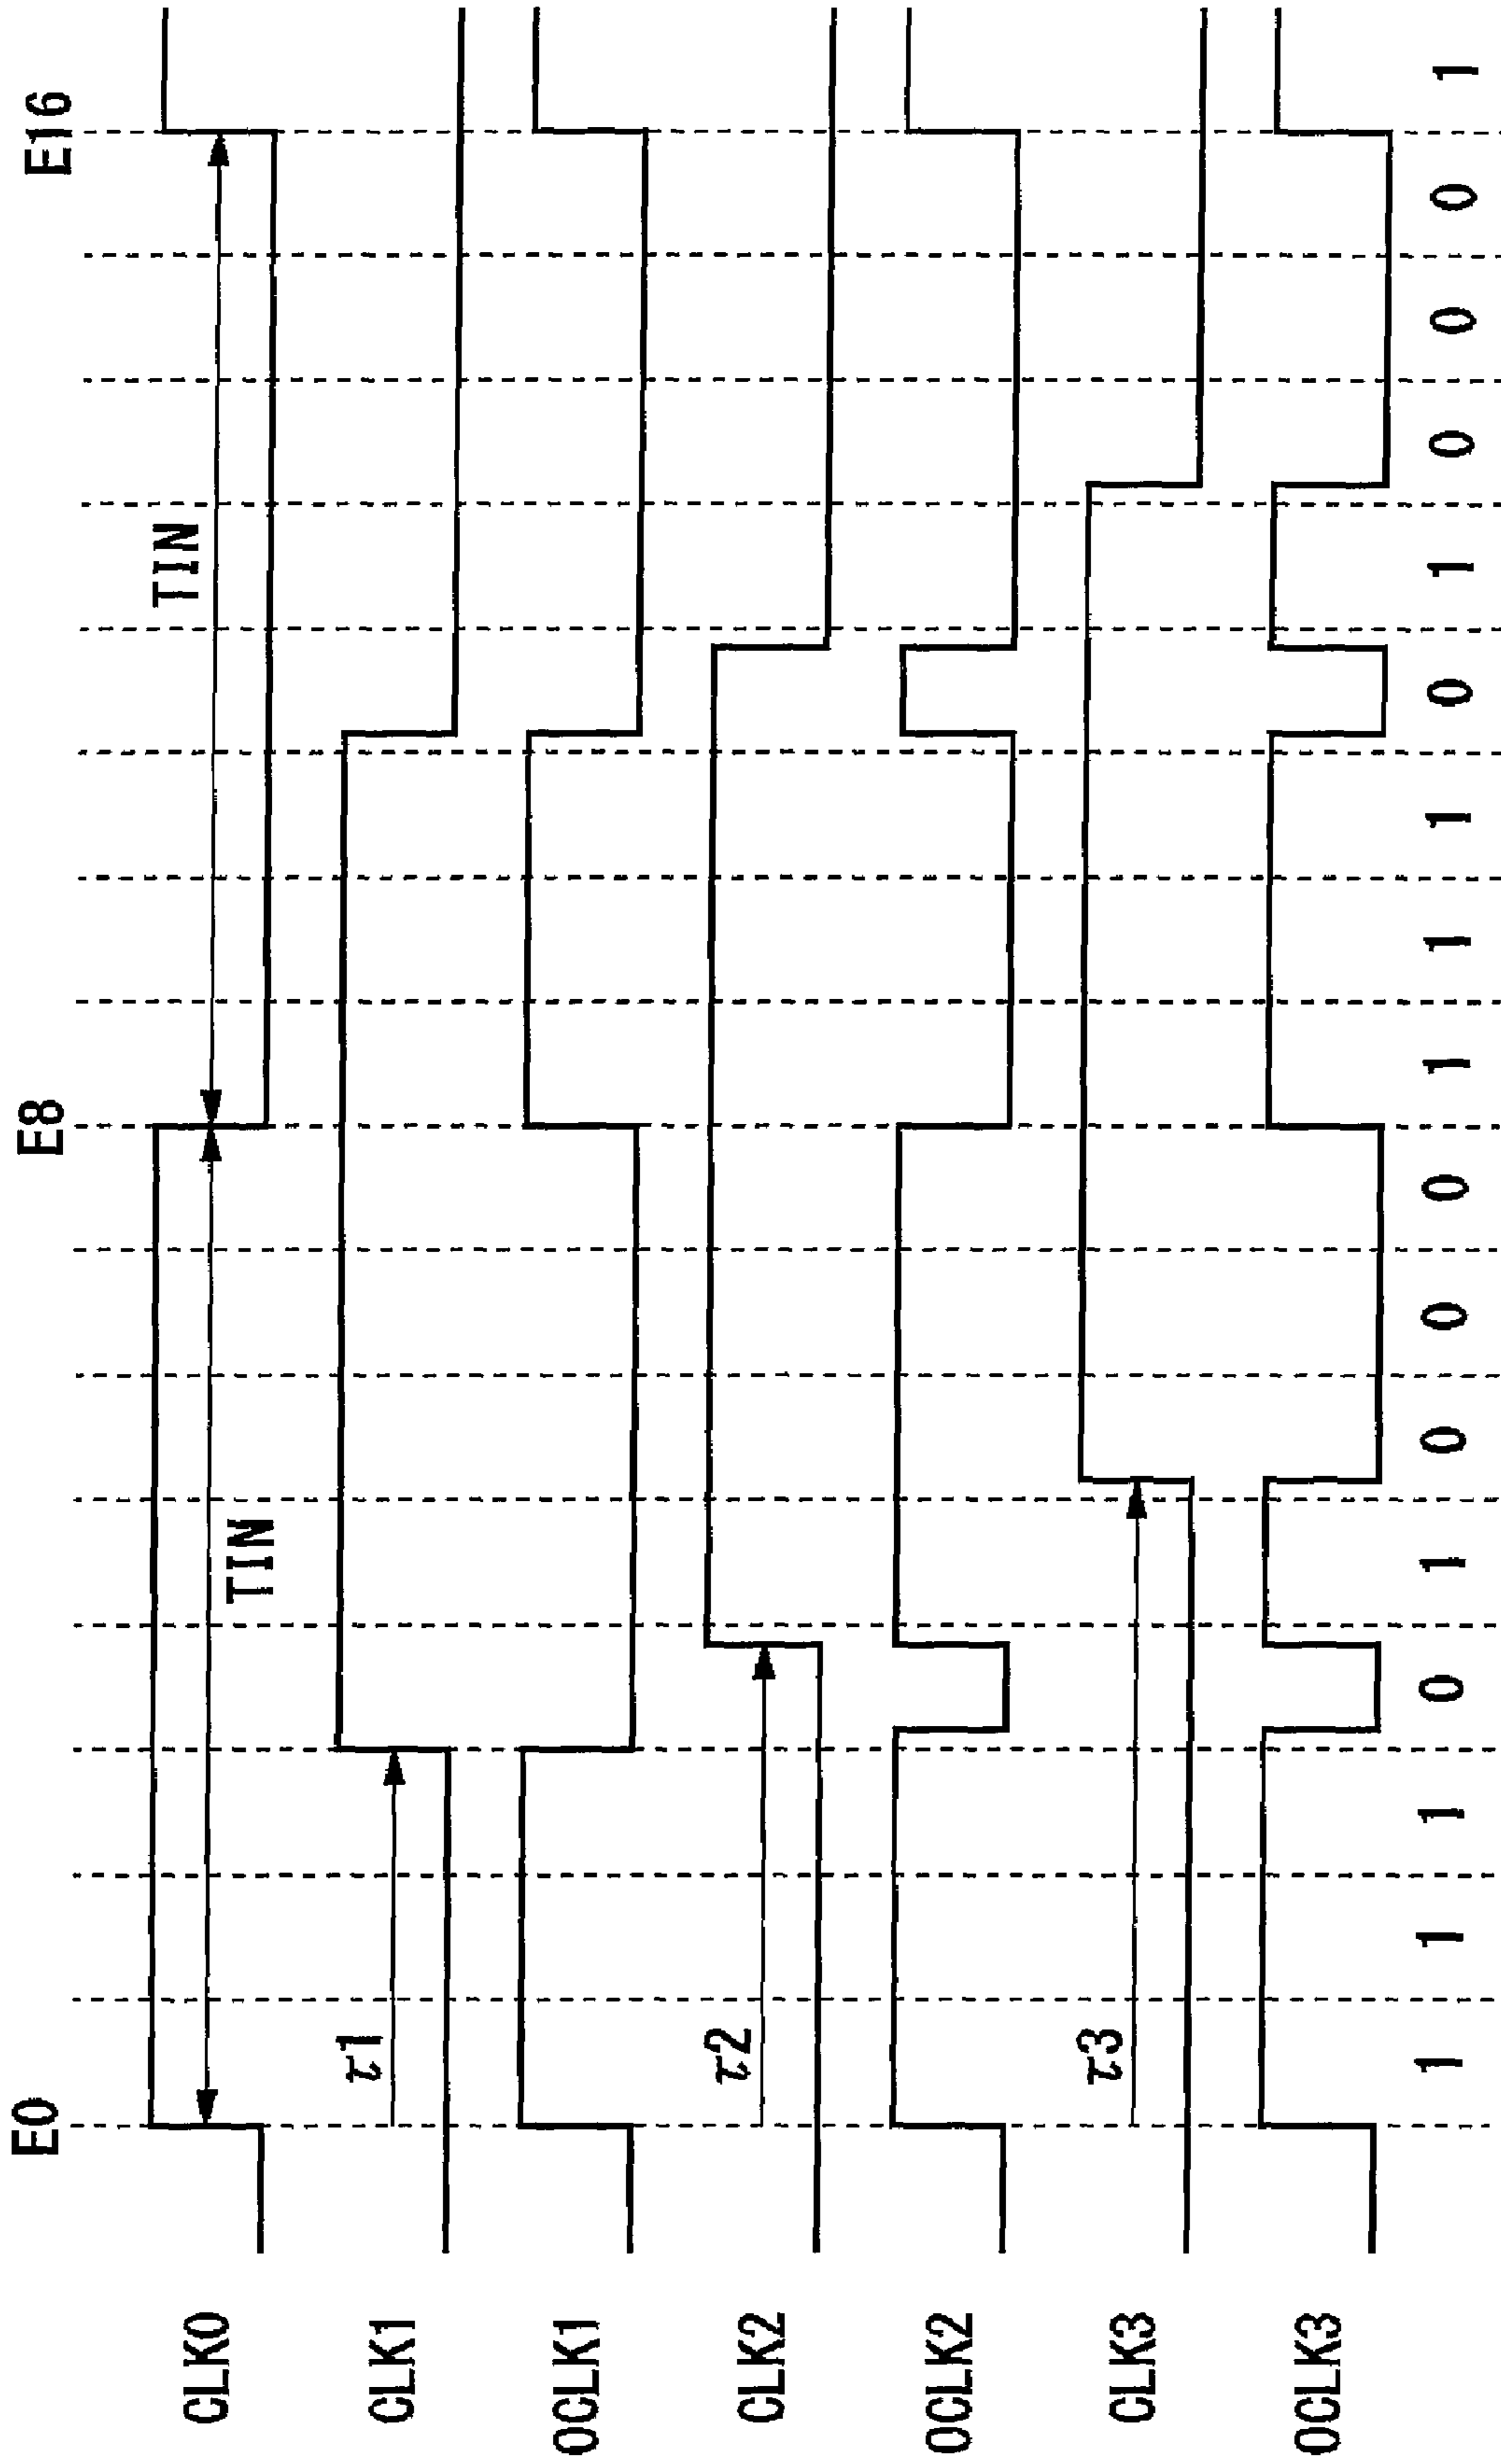 E0 E8 E16
CLK0 TIN TIN
CLK1 τ1
OCLK1
CLK2 τ2
OCLK2
CLK3 τ3
OCLK3
1 1 1 0 1 0 0 0 1 1 1 0 1 0 0 0 1